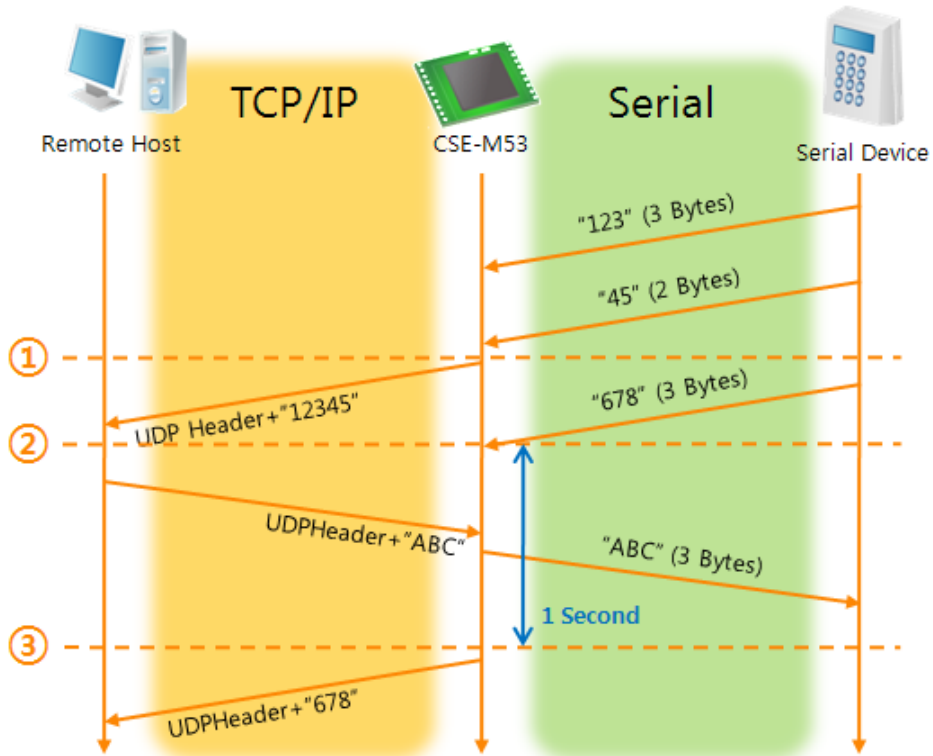 TCP/IP
Serial
Remote Host
CSE-M53
Serial Device
"123" (3 Bytes)
"45" (2 Bytes)
①
UDP Header+"12345"
"678" (3 Bytes)
②
UDPHeader+"ABC"
"ABC" (3 Bytes)
1 Second
③
UDPHeader+"678"